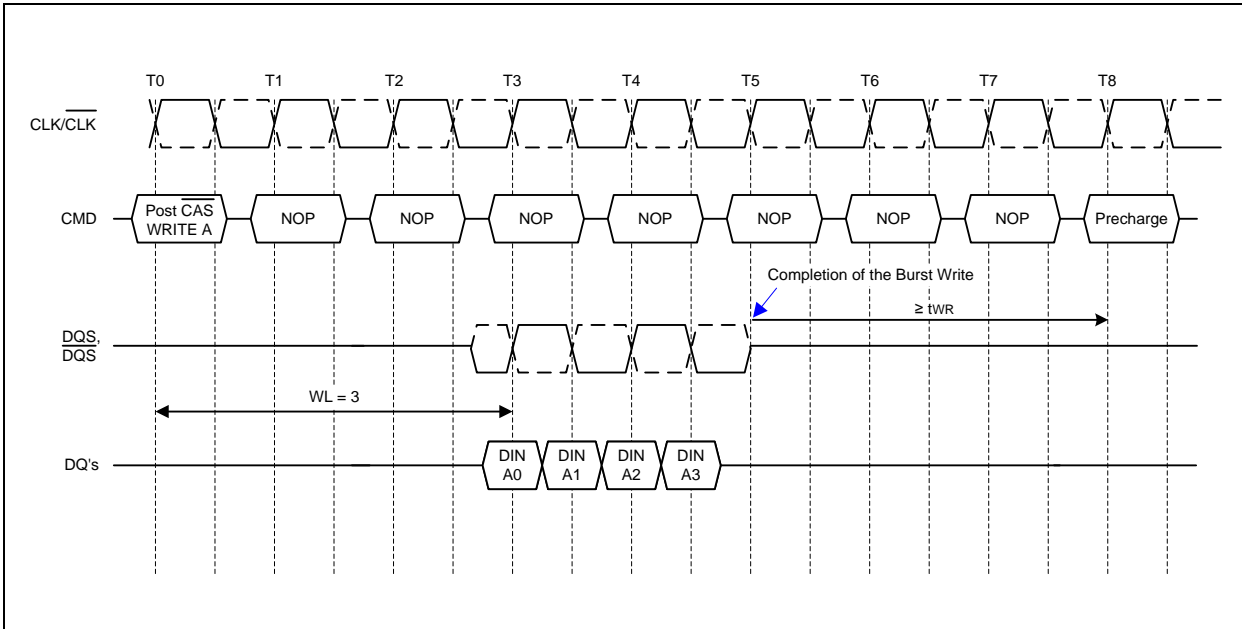 T0 T1 T2 T3 T4 T5 T6 T7 T8
CLK/CLK
CMD
Post CAS
WRITE A
NOP NOP NOP NOP NOP NOP NOP Precharge
Completion of the Burst Write
≥ tWR
DQS,
DQS
WL = 3
DQ's
DIN DIN DIN DIN
A0 A1 A2 A3